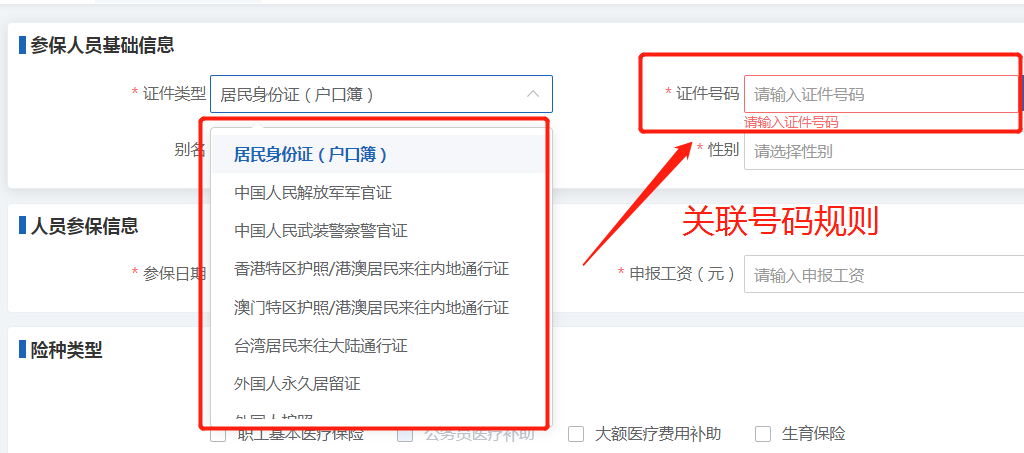 参保人员基础信息
* 证件类型 居民身份证（户口簿） * 证件号码 请输入证件号码
请输入证件号码
别名 * 性别 请选择性别
居民身份证（户口簿）
中国人民解放军军官证
中国人民武装警察警官证
香港特区护照/港澳居民来往内地通行证
澳门特区护照/港澳居民来往内地通行证
台湾居民来往大陆通行证
外国人永久居留证
外国人护照
关联号码规则
人员参保信息
* 参保日期 * 申报工资（元） 请输入申报工资
险种类型
职工基本医疗保险 公务员医疗补助 大额医疗费用补助 生育保险